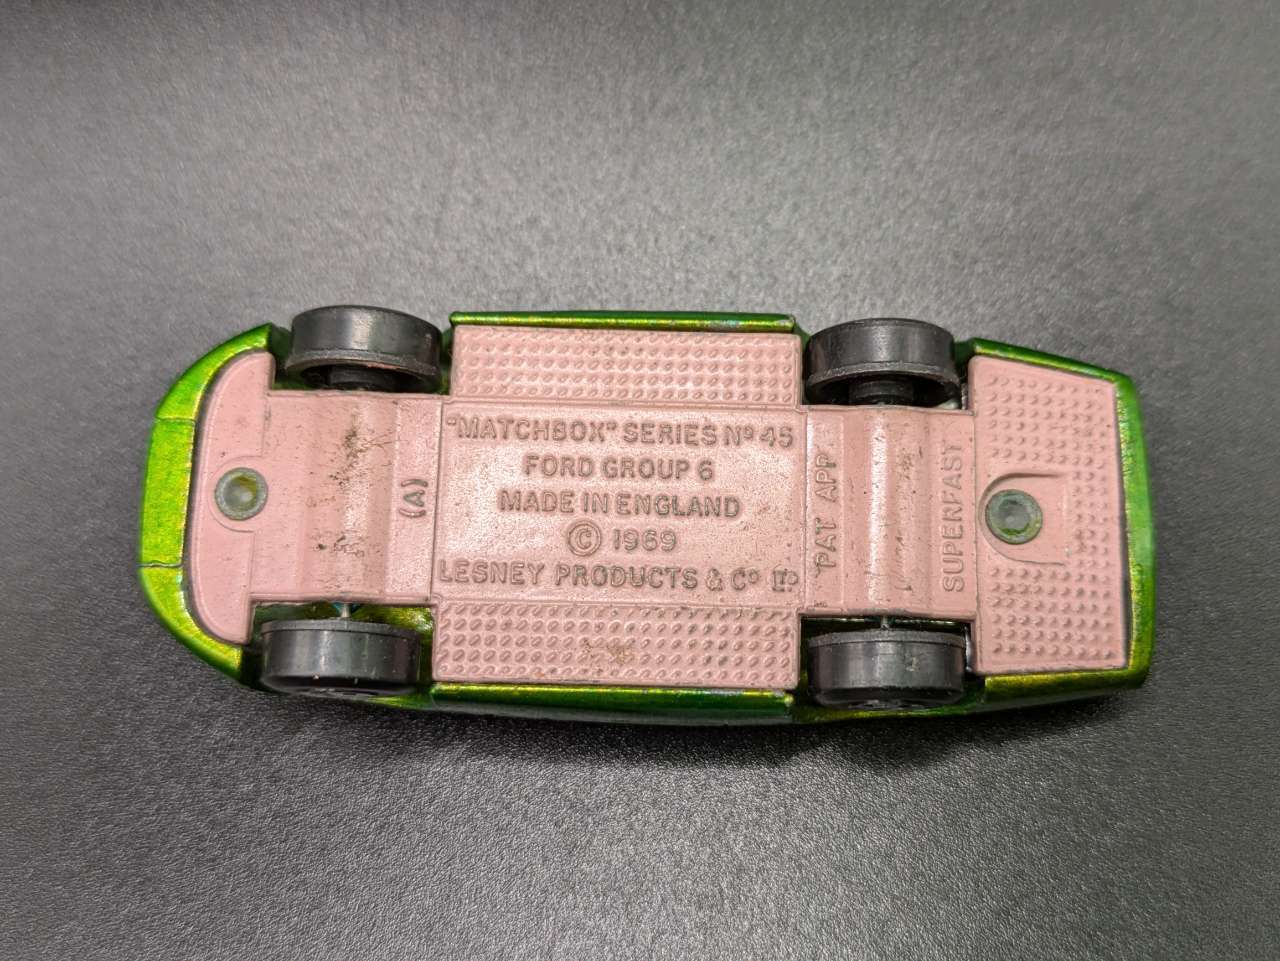 "MATCHBOX" SERIES Nº 45
FORD GROUP 6
MADE IN ENGLAND
© 1969
LESNEY PRODUCTS & Cº LTD
(A)
PAT APP
SUPERFAST